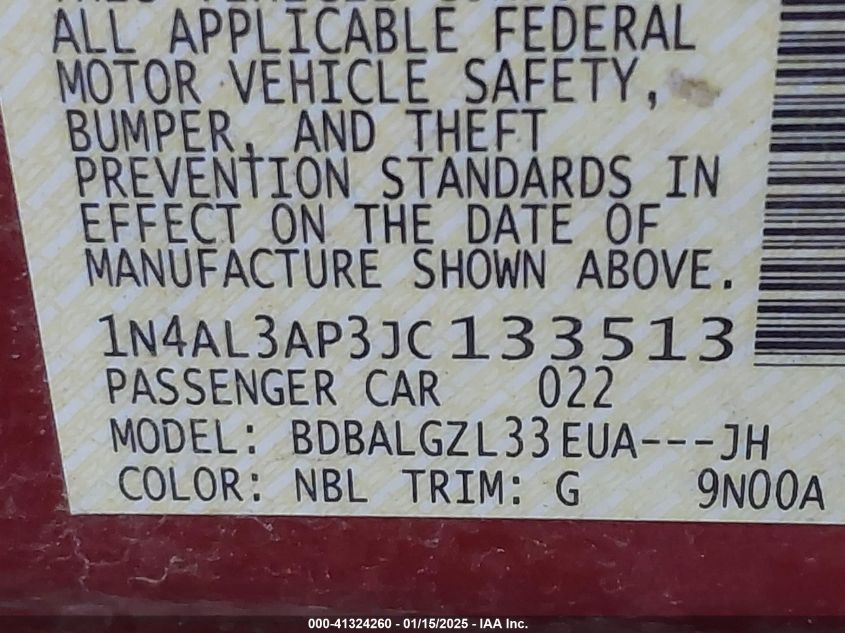 ALL APPLICABLE FEDERAL
MOTOR VEHICLE SAFETY,
BUMPER, AND THEFT
PREVENTION STANDARDS IN
EFFECT ON THE DATE OF
MANUFACTURE SHOWN ABOVE.
1N4AL3AP3JC133513
PASSENGER CAR 022
MODEL: BDBALGZL33EUA---JH
COLOR: NBL TRIM: G 9N00A
000-41324260 - 01/15/2025 - IAA Inc.